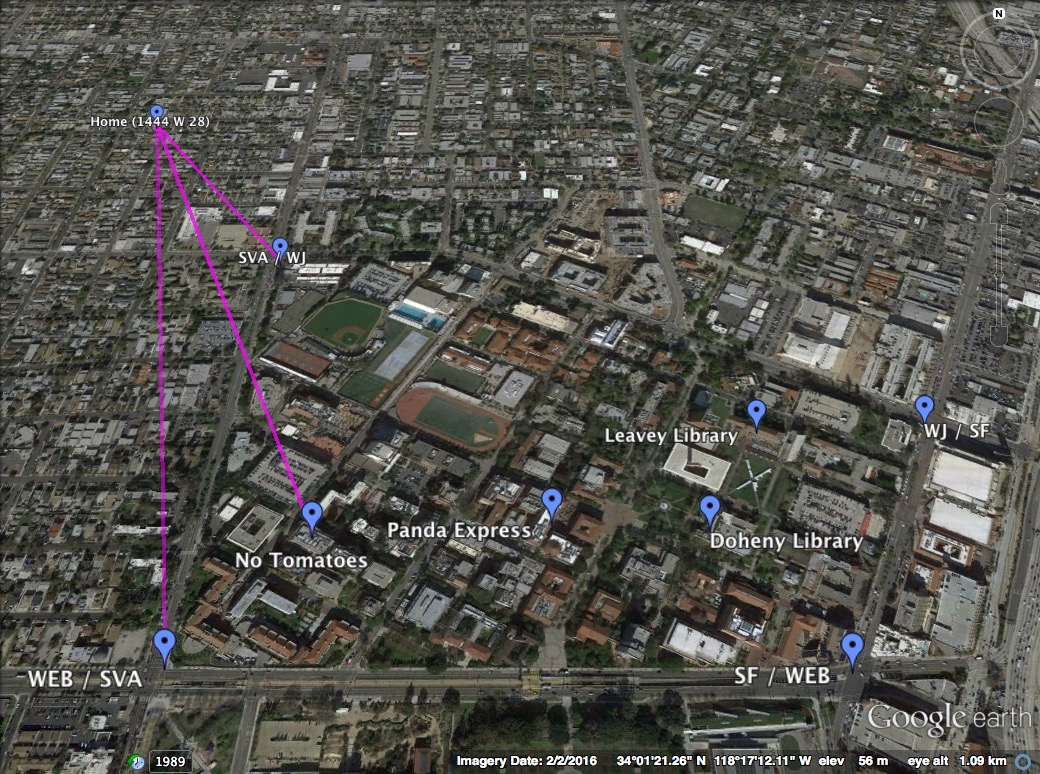 N
Home (1444 W 28)
SVA / WJ
Leavey Library
WJ / SF
Panda Express
Doheny Library
No Tomatoes
WEB / SVA
SF / WEB
Google earth
1989
Imagery Date: 2/2/2016 34°01'21.26" N 118°17'12.11" W elev 56 m eye alt 1.09 km